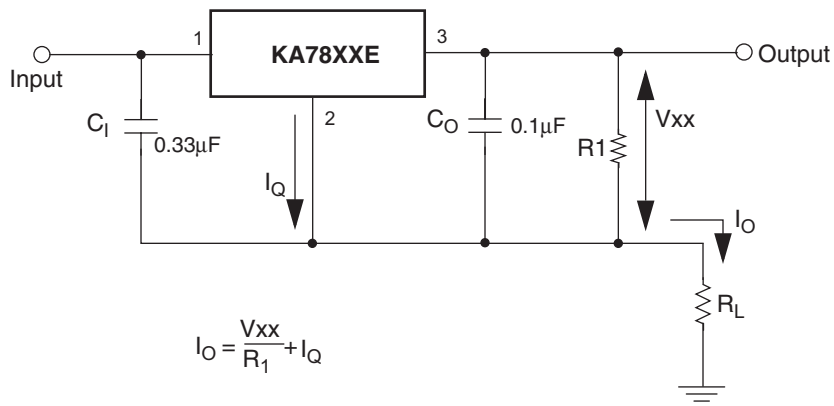 1
KA78XXE
3
Input
Output
2
C_I
0.33μF
I_Q
C_O
0.1μF
R1
Vxx
I_O
R_L
I_O = Vxx/R_1 + I_Q